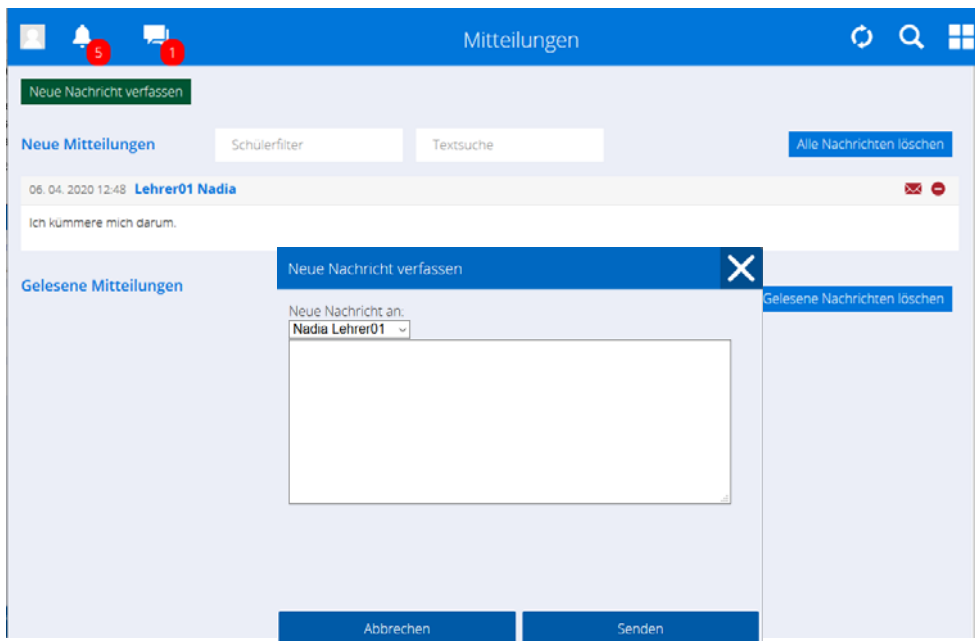 5
1
Mitteilungen
Neue Nachricht verfassen
Neue Mitteilungen
Schülerfilter
Textsuche
Alle Nachrichten löschen
06. 04. 2020 12:48 Lehrer01 Nadia
Ich kümmere mich darum.
Gelesene Mitteilungen
Gelesene Nachrichten löschen
Neue Nachricht verfassen
Neue Nachricht an:
Nadia Lehrer01
Abbrechen
Senden